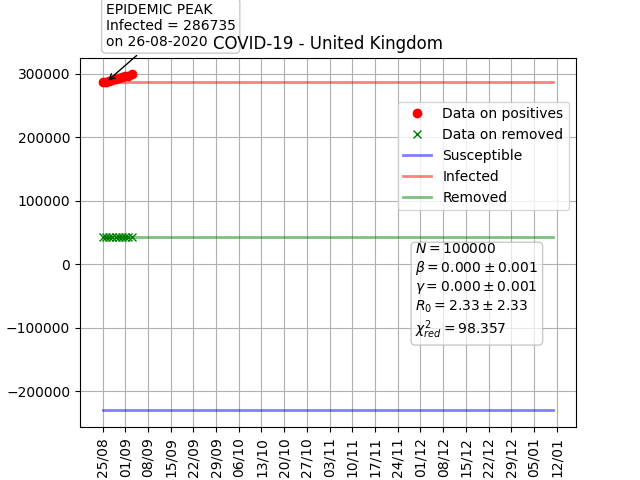 EPIDEMIC PEAK
Infected = 286735
on 26-08-2020
COVID-19 - United Kingdom
300000
200000
100000
0
−100000
−200000
Data on positives
Data on removed
Susceptible
Infected
Removed
N = 100000
β = 0.000 ± 0.001
γ = 0.000 ± 0.001
R₀ = 2.33 ± 2.33
χ²red = 98.357
25/08
01/09
08/09
15/09
22/09
29/09
06/10
13/10
20/10
27/10
03/11
10/11
17/11
24/11
01/12
08/12
15/12
22/12
29/12
05/01
12/01